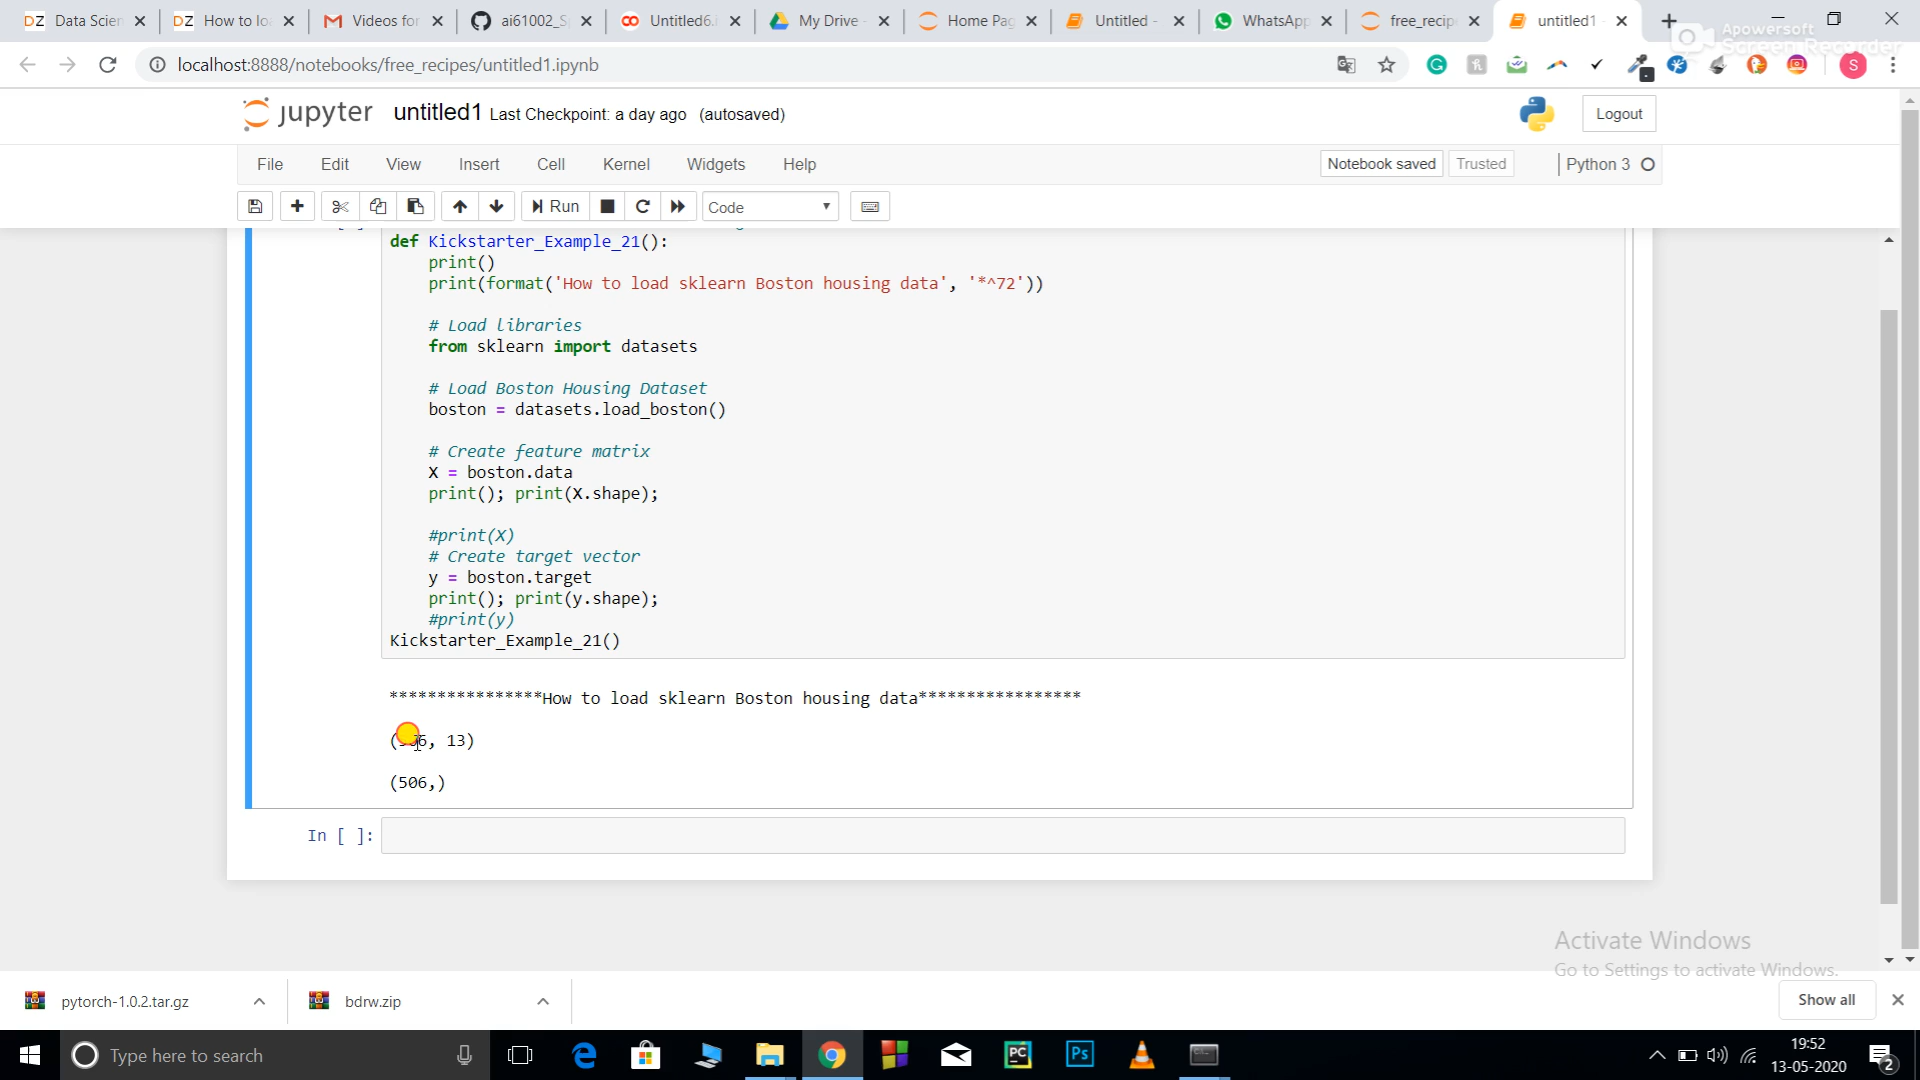 DZ Data Scien
DZ How to lo
Videos for
ai61002_S
Untitled6.i
My Drive -
Home Pag
Untitled -
WhatsApp
free_recip
untitled1
Apowersoft
Screen Recorder
localhost:8888/notebooks/free_recipes/untitled1.ipynb
S
jupyter untitled1 Last Checkpoint: a day ago (autosaved)
Logout
File Edit View Insert Cell Kernel Widgets Help
Notebook saved Trusted Python 3
Run Code
def Kickstarter_Example_21():
print()
print(format('How to load sklearn Boston housing data', '*^72'))
# Load libraries
from sklearn import datasets
# Load Boston Housing Dataset
boston = datasets.load_boston()
# Create feature matrix
X = boston.data
print(); print(X.shape);
#print(X)
# Create target vector
y = boston.target
print(); print(y.shape);
#print(y)
Kickstarter_Example_21()
****************How to load sklearn Boston housing data*****************
13)
(506,)
In [ ]:
Activate Windows
Go to Settings to activate Windows.
pytorch-1.0.2.tar.gz
bdrw.zip
Show all
Type here to search
PC
Ps
19:52
13-05-2020
2